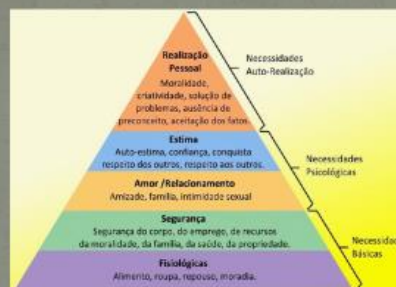 Realização
Pessoal
Moralidade,
criatividade, solução de
problemas, ausência de
preconceito, aceitação dos fatos.
Necessidades
Auto-Realização
Estima
Auto-estima, confiança, conquista
respeito dos outros, respeito aos outros.
Amor /Relacionamento
Amizade, família, intimidade sexual
Necessidades
Psicológicas
Segurança
Segurança do corpo, do emprego, de recursos
da moralidade, da família, da saúde, da propriedade.
Fisiológicas
Alimento, roupa, repouso, moradia.
Necessidad
Básicas